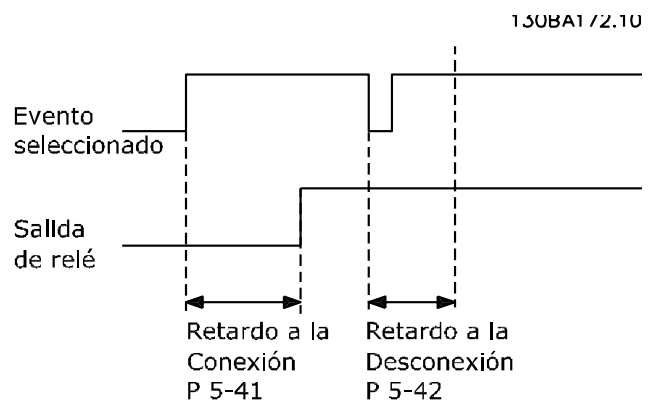 130BA172.10
Evento
seleccionado
Salida
de relé
Retardo a la
Conexión
P 5-41
Retardo a la
Desconexión
P 5-42